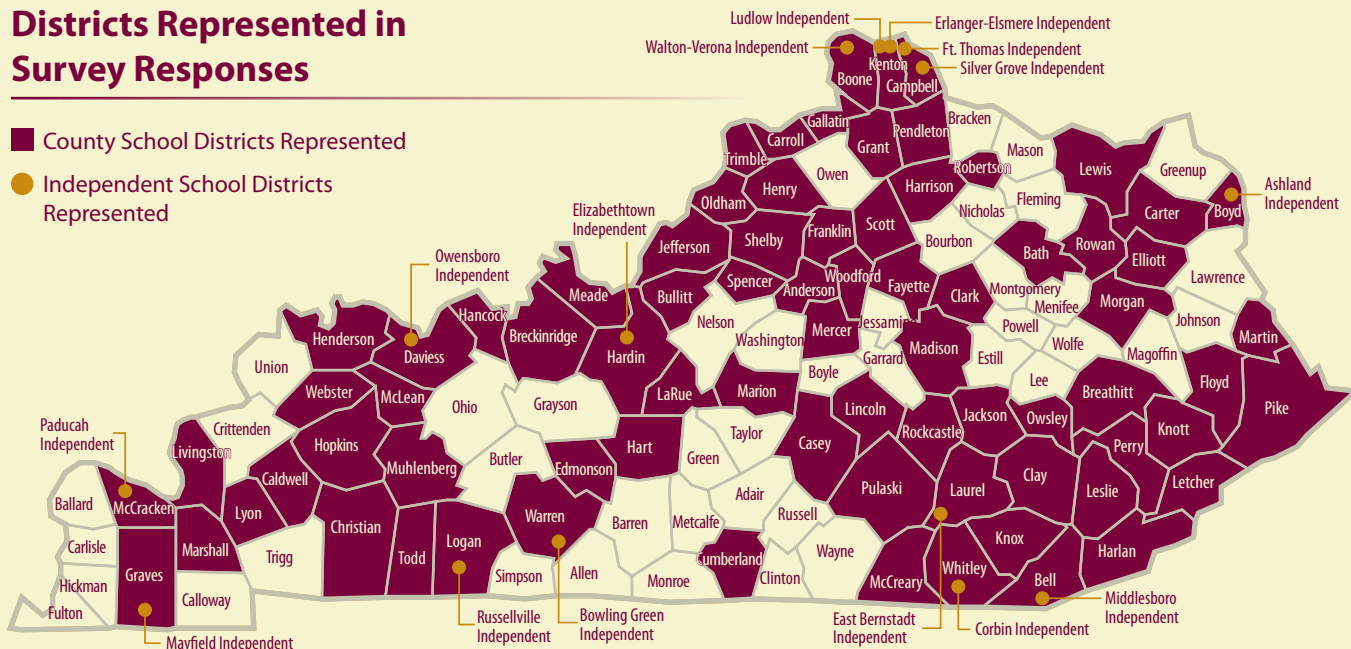 Districts Represented in
Survey Responses
County School Districts Represented
Independent School Districts
Represented
Ludlow Independent
Erlanger-Elsmere Independent
Walton-Verona Independent
Ft. Thomas Independent
Silver Grove Independent
Kenton
Boone
Campbell
Bracken
Gallatin
Pendleton
Carroll
Grant
Mason
Trimble
Owen
Robertson
Lewis
Greenup
Henry
Harrison
Ashland
Independent
Oldham
Nicholas
Fleming
Carter
Boyd
Elizabethtown
Independent
Jefferson
Shelby
Franklin
Scott
Bourbon
Bath
Rowan
Elliott
Owensboro
Independent
Spencer
Anderson
Woodford
Fayette
Clark
Montgomery
Menifee
Morgan
Lawrence
Meade
Bullitt
Hancock
Nelson
Washington
Mercer
Jessamine
Madison
Powell
Wolfe
Johnson
Martin
Henderson
Daviess
Breckinridge
Hardin
Boyle
Garrard
Estill
Lee
Magoffin
Floyd
Union
Webster
McLean
Ohio
Grayson
LaRue
Marion
Breathitt
Pike
Crittenden
Lincoln
Rockcastle
Jackson
Owsley
Knott
Paducah
Independent
Livingston
Hopkins
Muhlenberg
Butler
Edmonson
Hart
Green
Taylor
Casey
Perry
Caldwell
Pulaski
Laurel
Clay
Leslie
Letcher
Ballard
McCracken
Lyon
Christian
Warren
Barren
Metcalfe
Adair
Russell
Carlisle
Marshall
Trigg
Todd
Logan
Knox
Harlan
Graves
Simpson
Allen
Monroe
Cumberland
Clinton
Wayne
McCreary
Whitley
Bell
Hickman
Fulton
Calloway
Mayfield Independent
Russellville
Independent
Bowling Green
Independent
East Bernstadt
Independent
Corbin Independent
Middlesboro
Independent